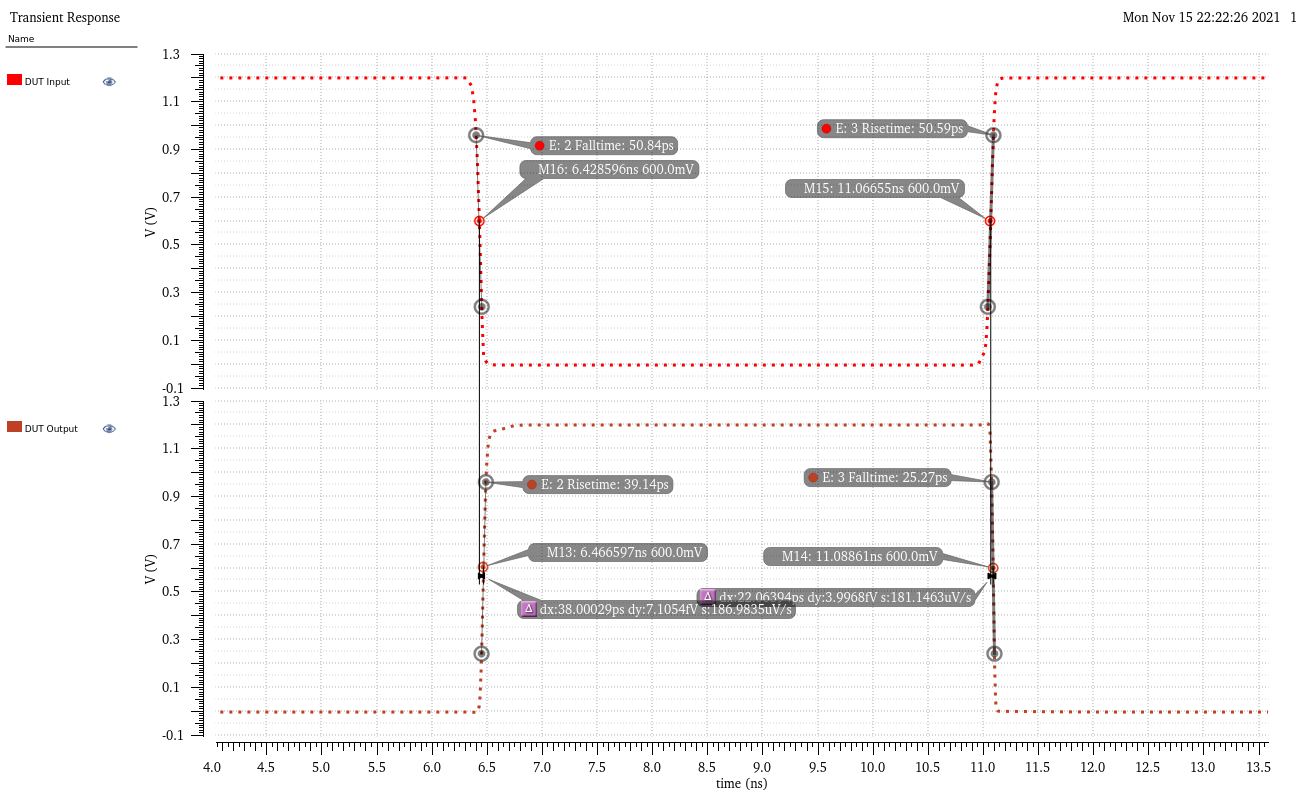 Transient Response
Mon Nov 15 22:22:26 2021 1
Name
DUT Input
1.3
1.1
0.9
0.7
0.5
0.3
0.1
-0.1
V (V)
E: 2 Falltime: 50.84ps
M16: 6.428596ns 600.0mV
E: 3 Risetime: 50.59ps
M15: 11.06655ns 600.0mV
DUT Output
1.3
1.1
0.9
0.7
0.5
0.3
0.1
-0.1
V (V)
E: 2 Risetime: 39.14ps
E: 3 Falltime: 25.27ps
M13: 6.466597ns 600.0mV
M14: 11.08861ns 600.0mV
Δ dx:22.06394ps dy:3.9968fV s:181.1463uV/s
Δ dx:38.00029ps dy:7.1054fV s:186.9835uV/s
4.0 4.5 5.0 5.5 6.0 6.5 7.0 7.5 8.0 8.5 9.0 9.5 10.0 10.5 11.0 11.5 12.0 12.5 13.0 13.5
time (ns)